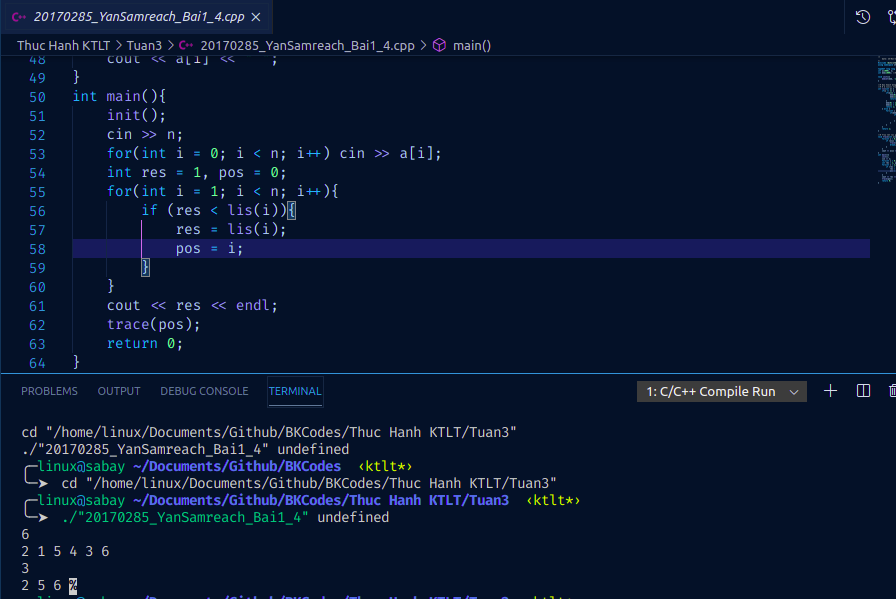 20170285_YanSamreach_Bai1_4.cpp
Thuc Hanh KTLT > Tuan3 > 20170285_YanSamreach_Bai1_4.cpp > main()
48 cout << a[i] <<
49 }
50 int main(){
51 init();
52 cin >> n;
53 for(int i = 0; i < n; i++) cin >> a[i];
54 int res = 1, pos = 0;
55 for(int i = 1; i < n; i++){
56 if (res < lis(i)){
57 res = lis(i);
58 pos = i;
59 }
60 }
61 cout << res << endl;
62 trace(pos);
63 return 0;
64 }
PROBLEMS OUTPUT DEBUG CONSOLE TERMINAL 1: C/C++ Compile Run
cd "/home/linux/Documents/Github/BKCodes/Thuc Hanh KTLT/Tuan3"
./"20170285_YanSamreach_Bai1_4" undefined
linux@sabay ~/Documents/Github/BKCodes ‹ktlt*›
cd "/home/linux/Documents/Github/BKCodes/Thuc Hanh KTLT/Tuan3"
linux@sabay ~/Documents/Github/BKCodes/Thuc Hanh KTLT/Tuan3 ‹ktlt*›
./"20170285_YanSamreach_Bai1_4" undefined
6
2 1 5 4 3 6
3
2 5 6 %